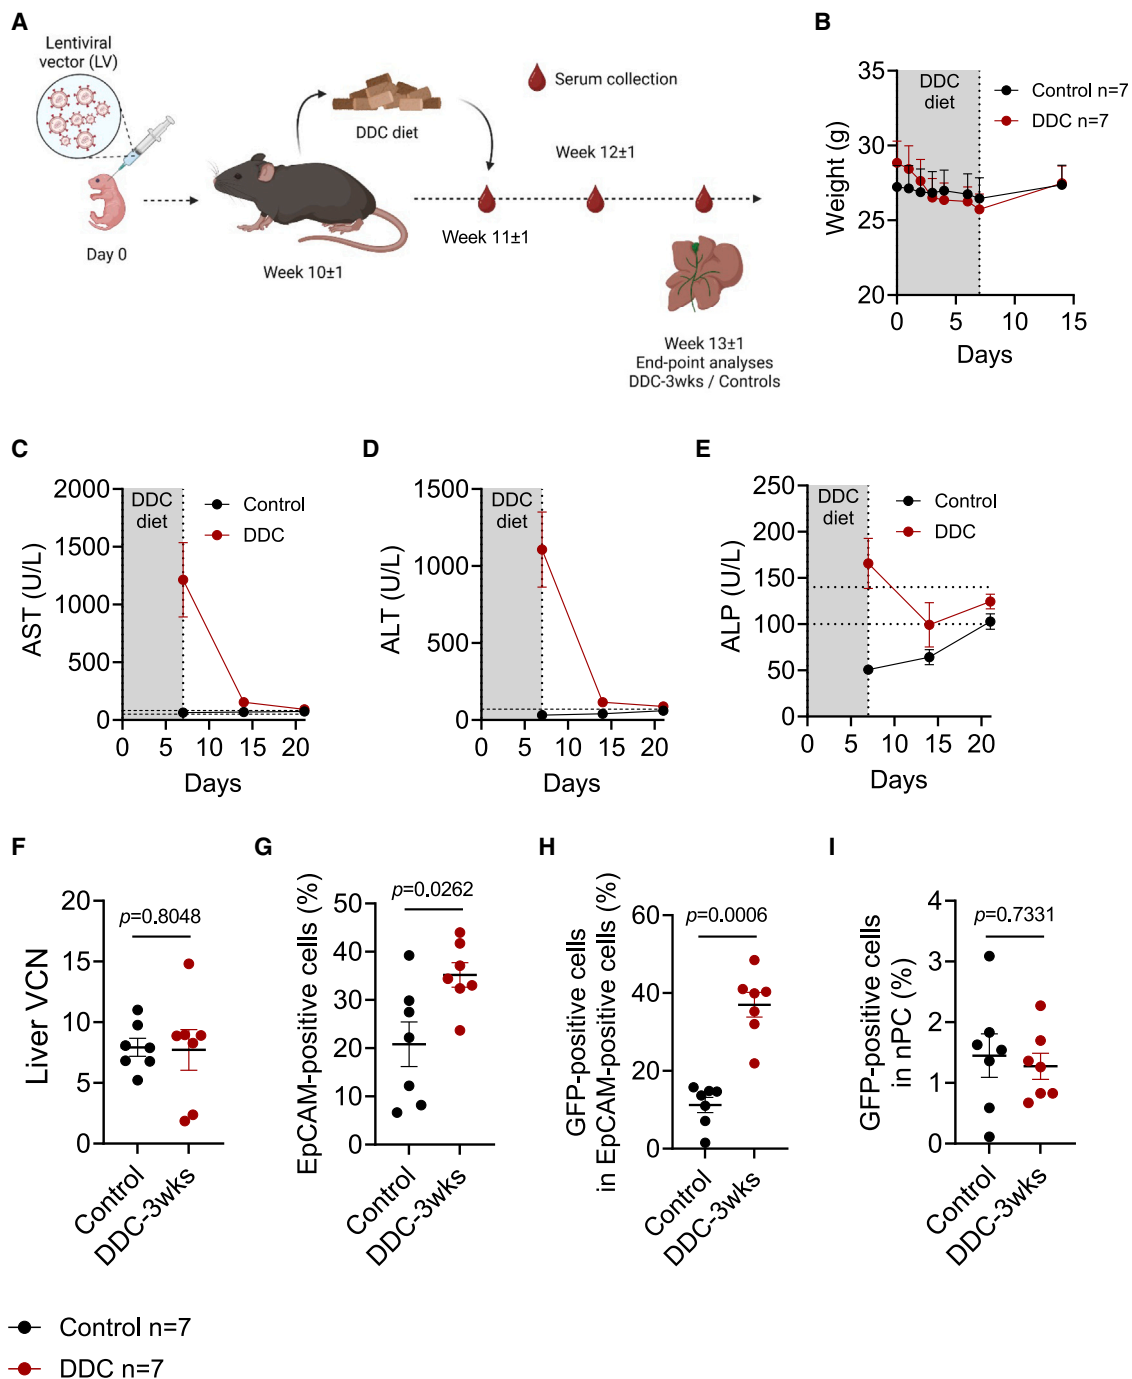 A
Lentiviral
vector (LV)
Day 0
DDC diet
Week 10±1
Serum collection
Week 11±1
Week 12±1
Week 13±1
End-point analyses
DDC-3wks / Controls
B
Weight (g)
35
30
25
20
DDC
diet
Control n=7
DDC n=7
0 5 10 15
Days
C
AST (U/L)
2000
1500
1000
500
0
DDC
diet
Control
DDC
0 5 10 15 20
Days
D
ALT (U/L)
1500
1000
500
0
DDC
diet
Control
DDC
0 5 10 15 20
Days
E
ALP (U/L)
250
200
150
100
50
0
DDC
diet
Control
DDC
0 5 10 15 20
Days
F
Liver VCN
20
15
10
5
0
p=0.8048
Control
DDC-3wks
G
EpCAM-positive cells (%)
50
40
30
20
10
0
p=0.0262
Control
DDC-3wks
H
GFP-positive cells
in EpCAM-positive cells (%)
60
40
20
0
p=0.0006
Control
DDC-3wks
I
GFP-positive cells
in nPC (%)
4
3
2
1
0
p=0.7331
Control
DDC-3wks
Control n=7
DDC n=7